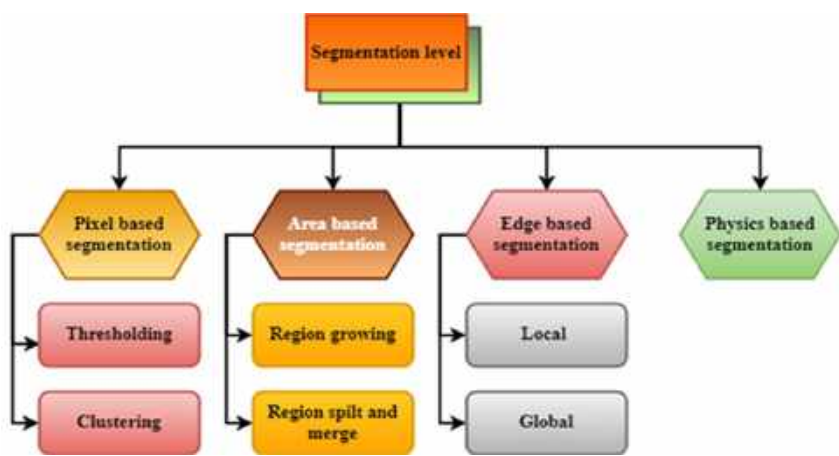 Segmentation level
Pixel based
segmentation
Area based
segmentation
Edge based
segmentation
Physics based
segmentation
Thresholding
Region growing
Local
Clustering
Region spilt and
merge
Global